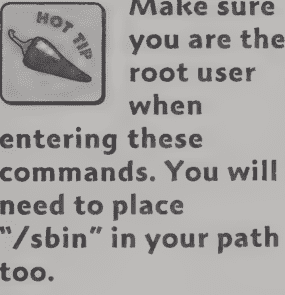 HOT TIP
Make sure
you are the
root user
when
entering these
commands. You will
need to place
"/sbin" in your path
too.